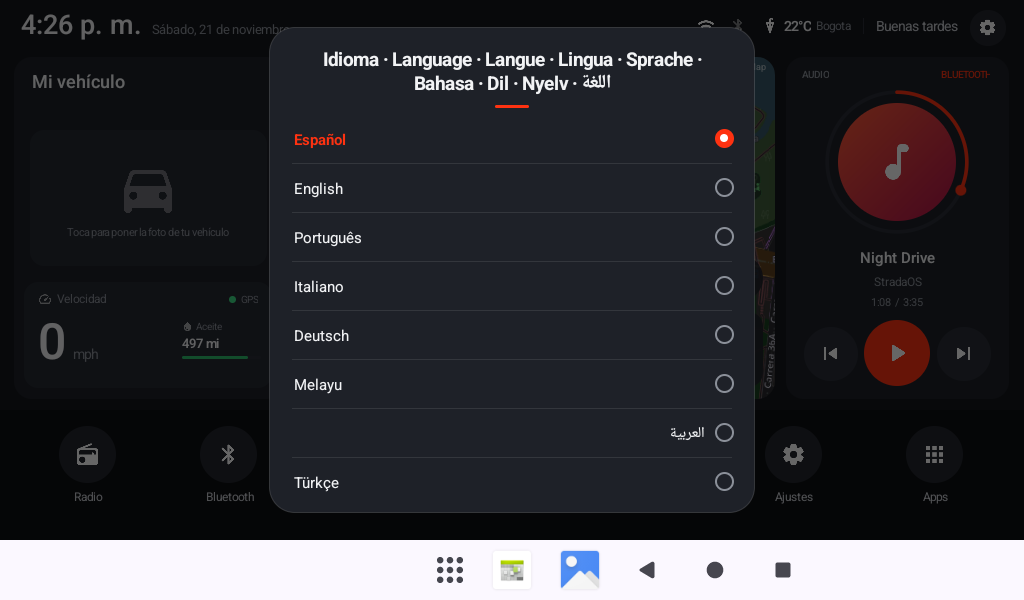 4:26 p. m.
Sábado, 21 de noviembre
22°C Bogota
Buenas tardes
Idioma · Language · Langue · Lingua · Sprache ·
Bahasa · Dil · Nyelv · اللغة
Español
English
Português
Italiano
Deutsch
Melayu
العربية
Türkçe
Mi vehículo
Toca para poner la foto de tu vehículo
Velocidad
GPS
0 mph
Aceite
497 mi
Carrera 36A
AUDIO
BLUETOOTH
Night Drive
StradaOS
1:08 / 3:35
Radio
Bluetooth
Ajustes
Apps